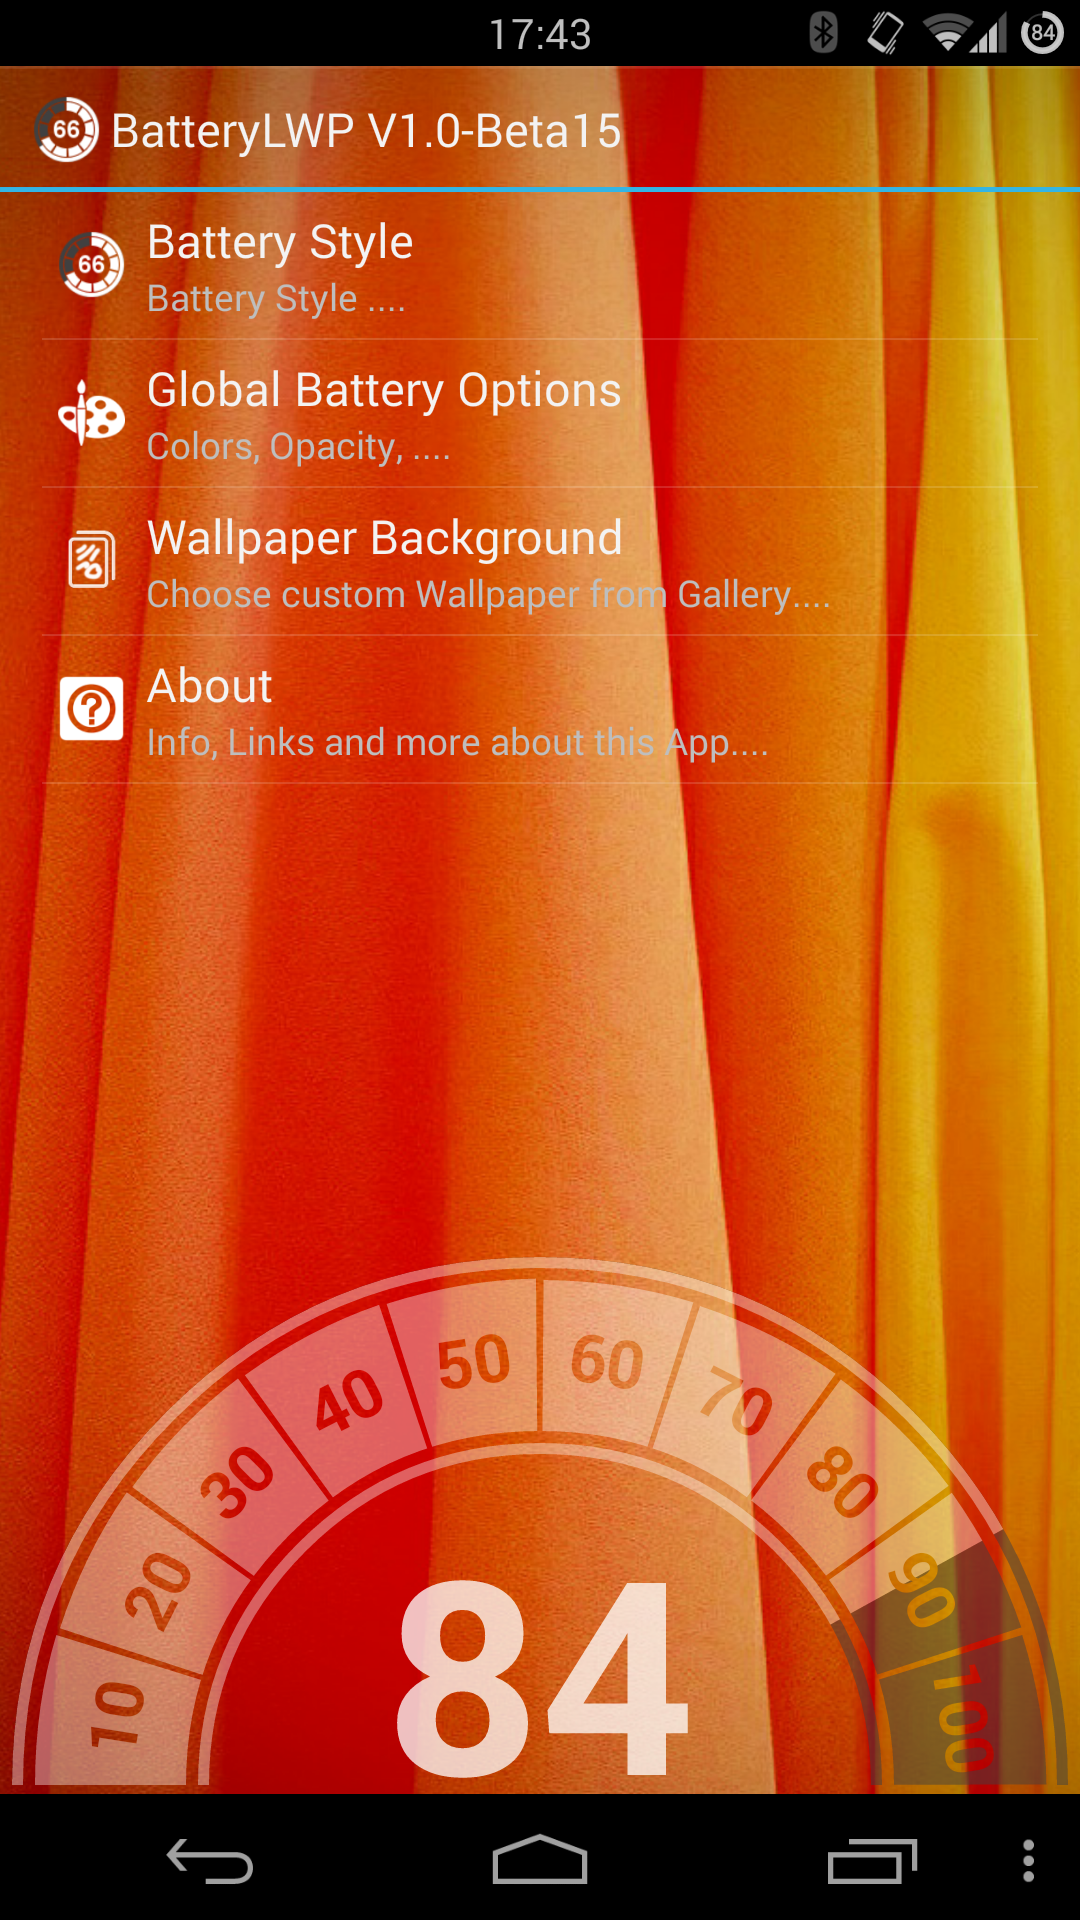 17:43
84
66
BatteryLWP V1.0-Beta15
66
Battery Style
Battery Style ....
Global Battery Options
Colors, Opacity, ....
Wallpaper Background
Choose custom Wallpaper from Gallery....
About
Info, Links and more about this App....
10
20
30
40
50
60
70
80
90
100
84